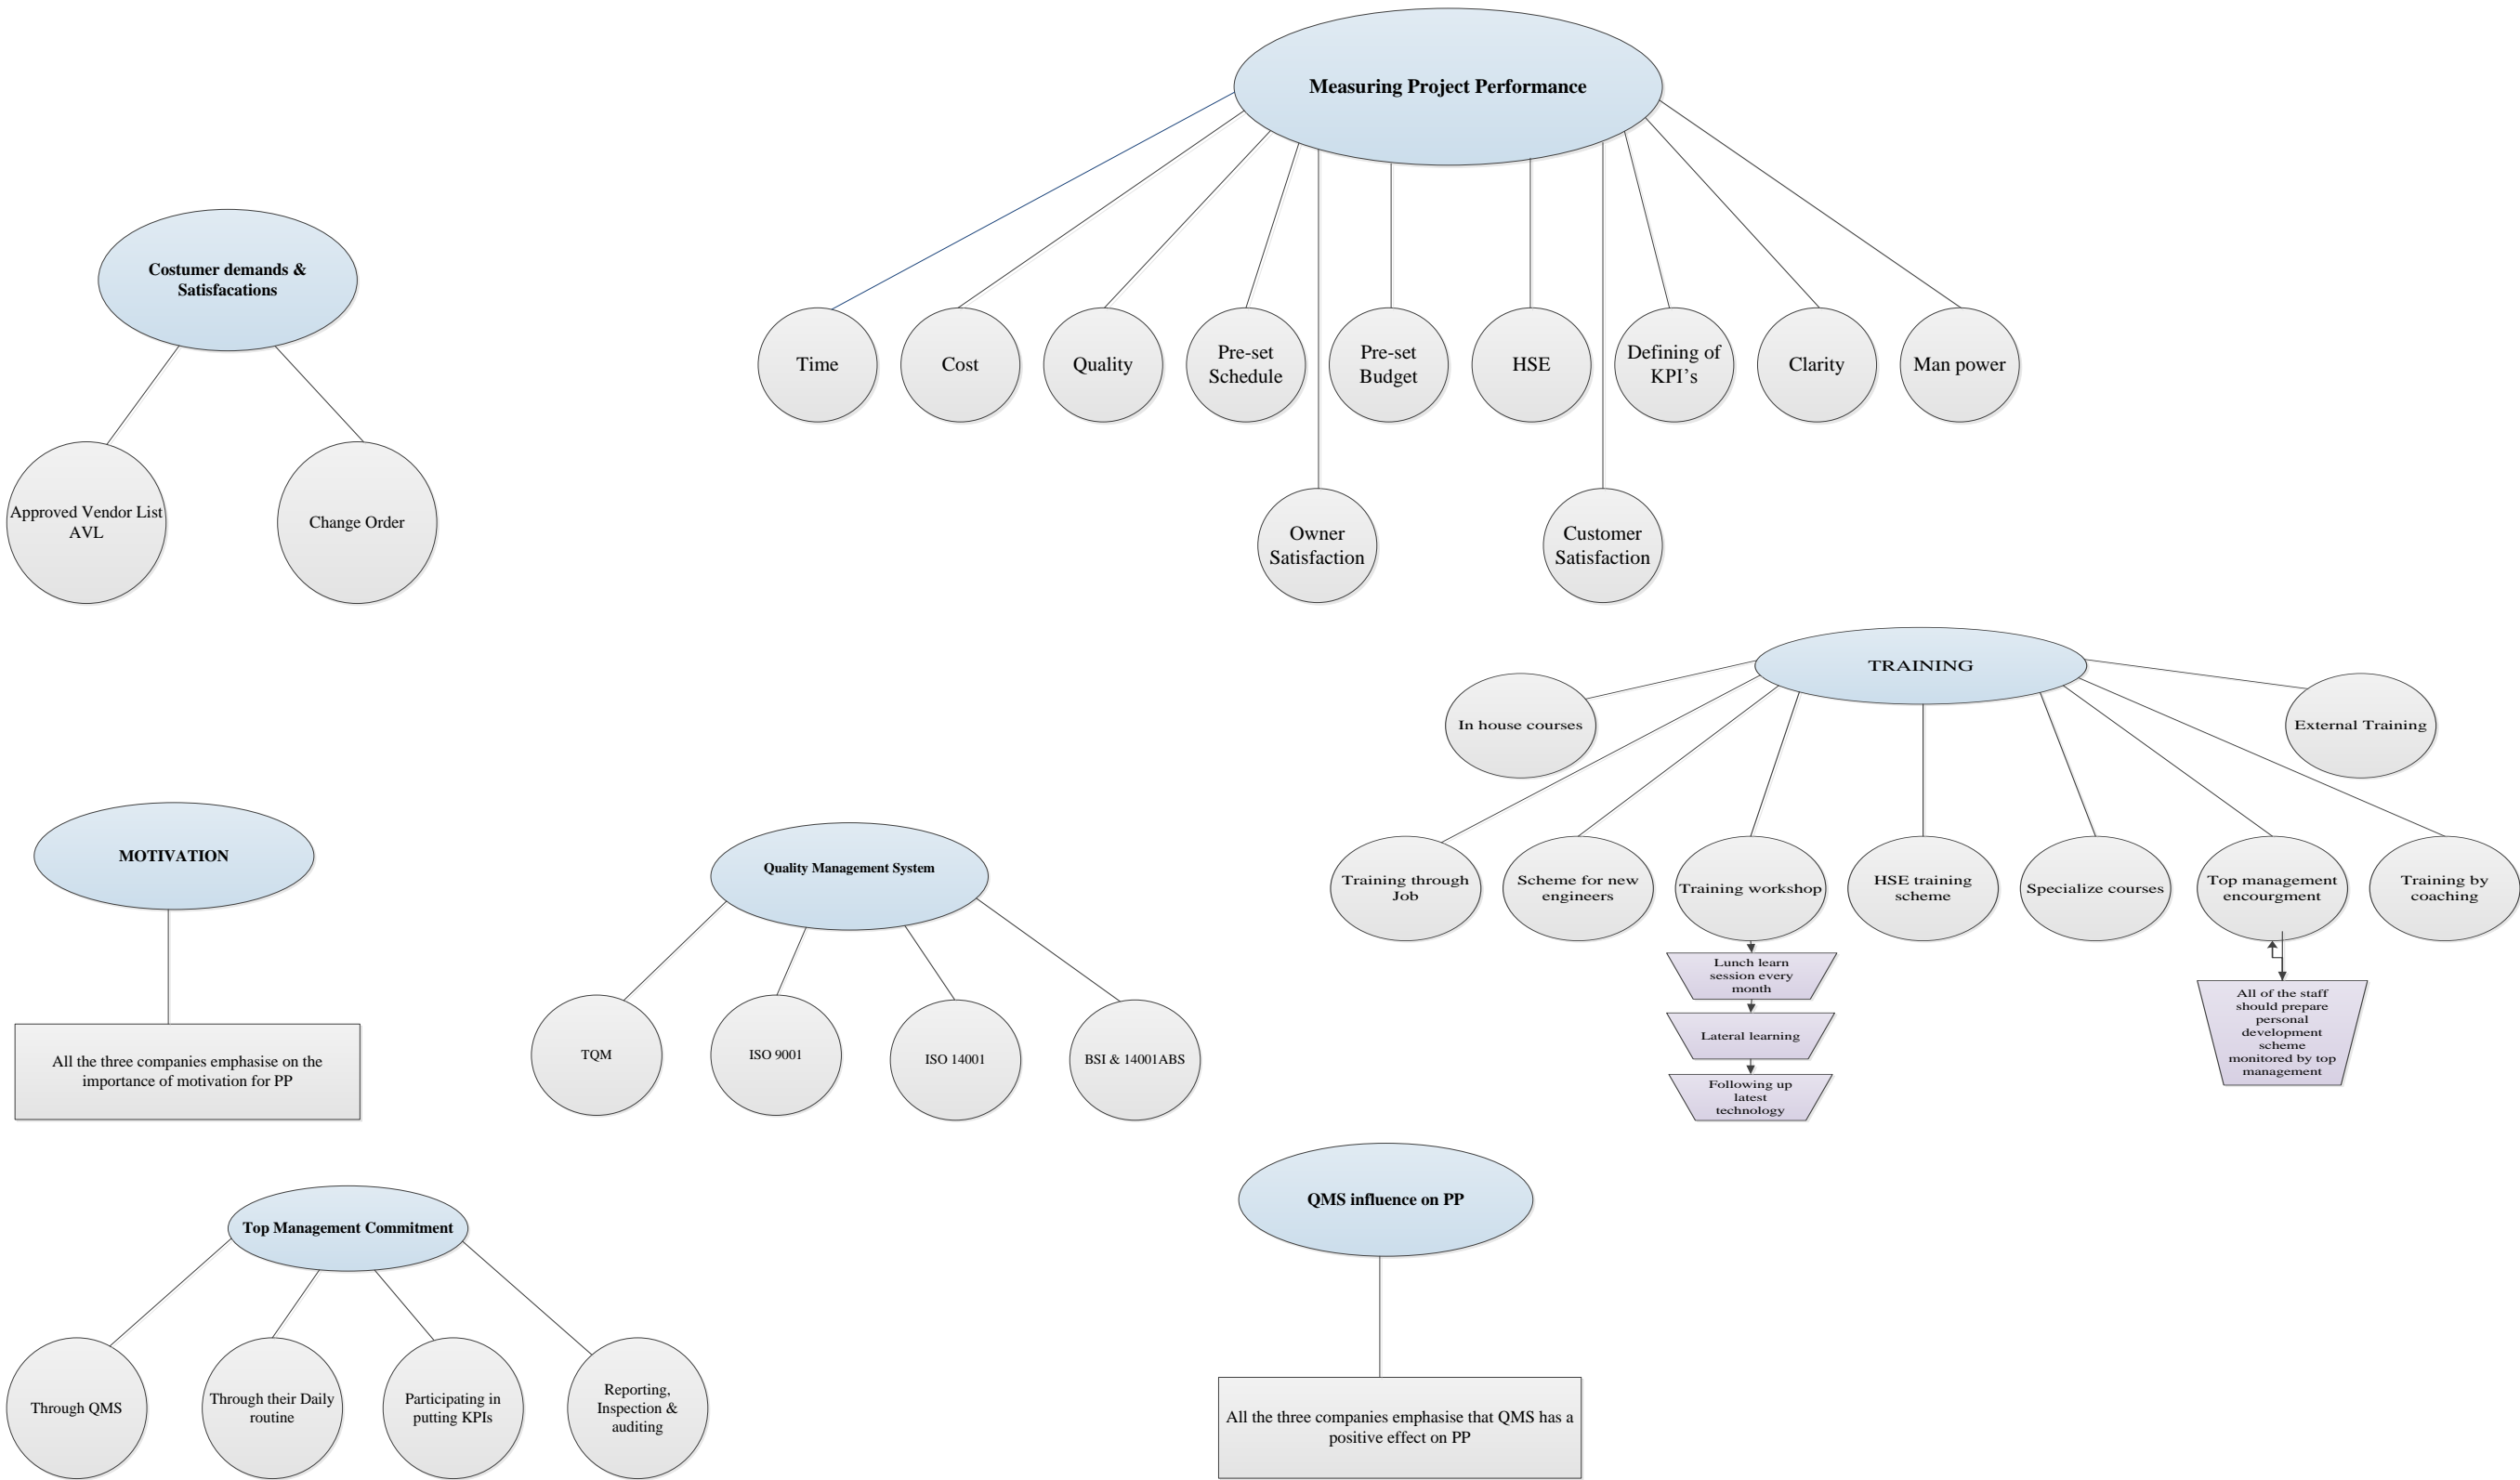 Measuring Project Performance
Costumer demands &
Satisfacations
Time
Cost
Quality
Pre-set
Schedule
Pre-set
Budget
HSE
Defining of
KPI’s
Clarity
Man power
Approved Vendor List
AVL
Change Order
Owner
Satisfaction
Customer
Satisfaction
TRAINING
In house courses
External Training
Training through
Job
Scheme for new
engineers
Training workshop
HSE training
scheme
Specialize courses
Top management
encourgment
Training by
coaching
Lunch learn
session every
month
Lateral learning
Following up
latest
technology
All of the staff
should prepare
personal
development
scheme
monitored by top
management
MOTIVATION
All the three companies emphasise on the
importance of motivation for PP
Quality Management System
TQM
ISO 9001
ISO 14001
BSI & 14001ABS
Top Management Commitment
Through QMS
Through their Daily
routine
Participating in
putting KPIs
Reporting,
Inspection &
auditing
QMS influence on PP
All the three companies emphasise that QMS has a
positive effect on PP